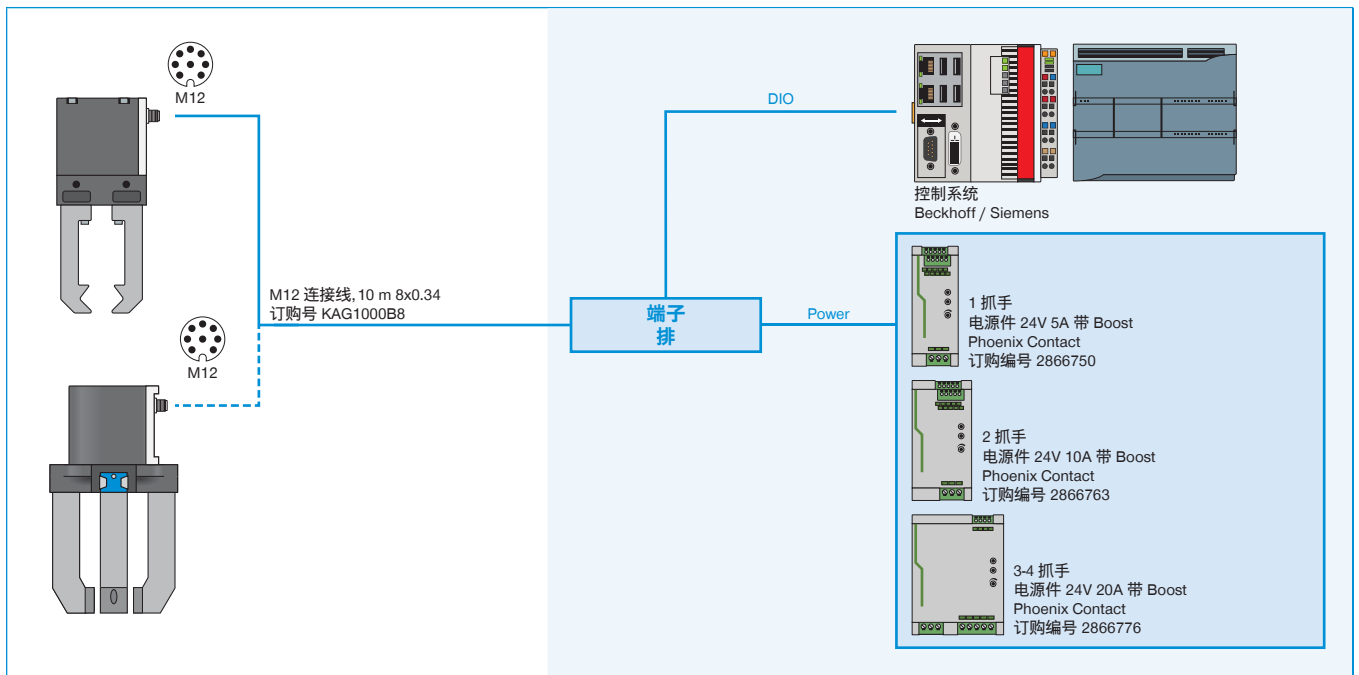 M12
M12 连接线, 10 m 8x0.34
订购号 KAG1000B8
M12
端子
排
DIO
Power
控制系统
Beckhoff / Siemens
1 抓手
电源件 24V 5A 带 Boost
Phoenix Contact
订购编号 2866750
2 抓手
电源件 24V 10A 带 Boost
Phoenix Contact
订购编号 2866763
3-4 抓手
电源件 24V 20A 带 Boost
Phoenix Contact
订购编号 2866776